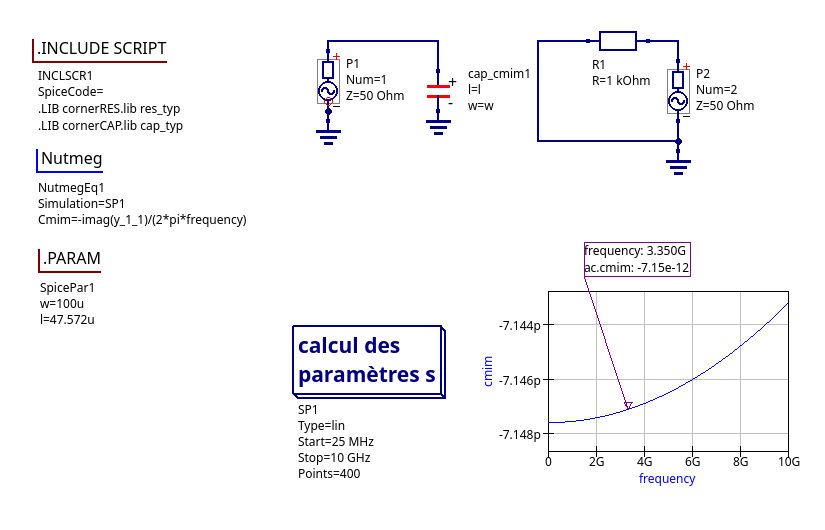 .INCLUDE SCRIPT
INCLSCR1
SpiceCode=
.LIB cornerRES.lib res_typ
.LIB cornerCAP.lib cap_typ
Nutmeg
NutmegEq1
Simulation=SP1
Cmim=-imag(y_1_1)/(2*pi*frequency)
.PARAM
SpicePar1
w=100u
l=47.572u
+
P1
Num=1
Z=50 Ohm
−
+
-
cap_cmim1
l=l
w=w
R1
R=1 kOhm
+
P2
Num=2
Z=50 Ohm
−
calcul des
paramètres s
SP1
Type=lin
Start=25 MHz
Stop=10 GHz
Points=400
frequency: 3.350G
ac.cmim: -7.15e-12
-7.144p
-7.146p
-7.148p
cmim
0 2G 4G 6G 8G 10G
frequency